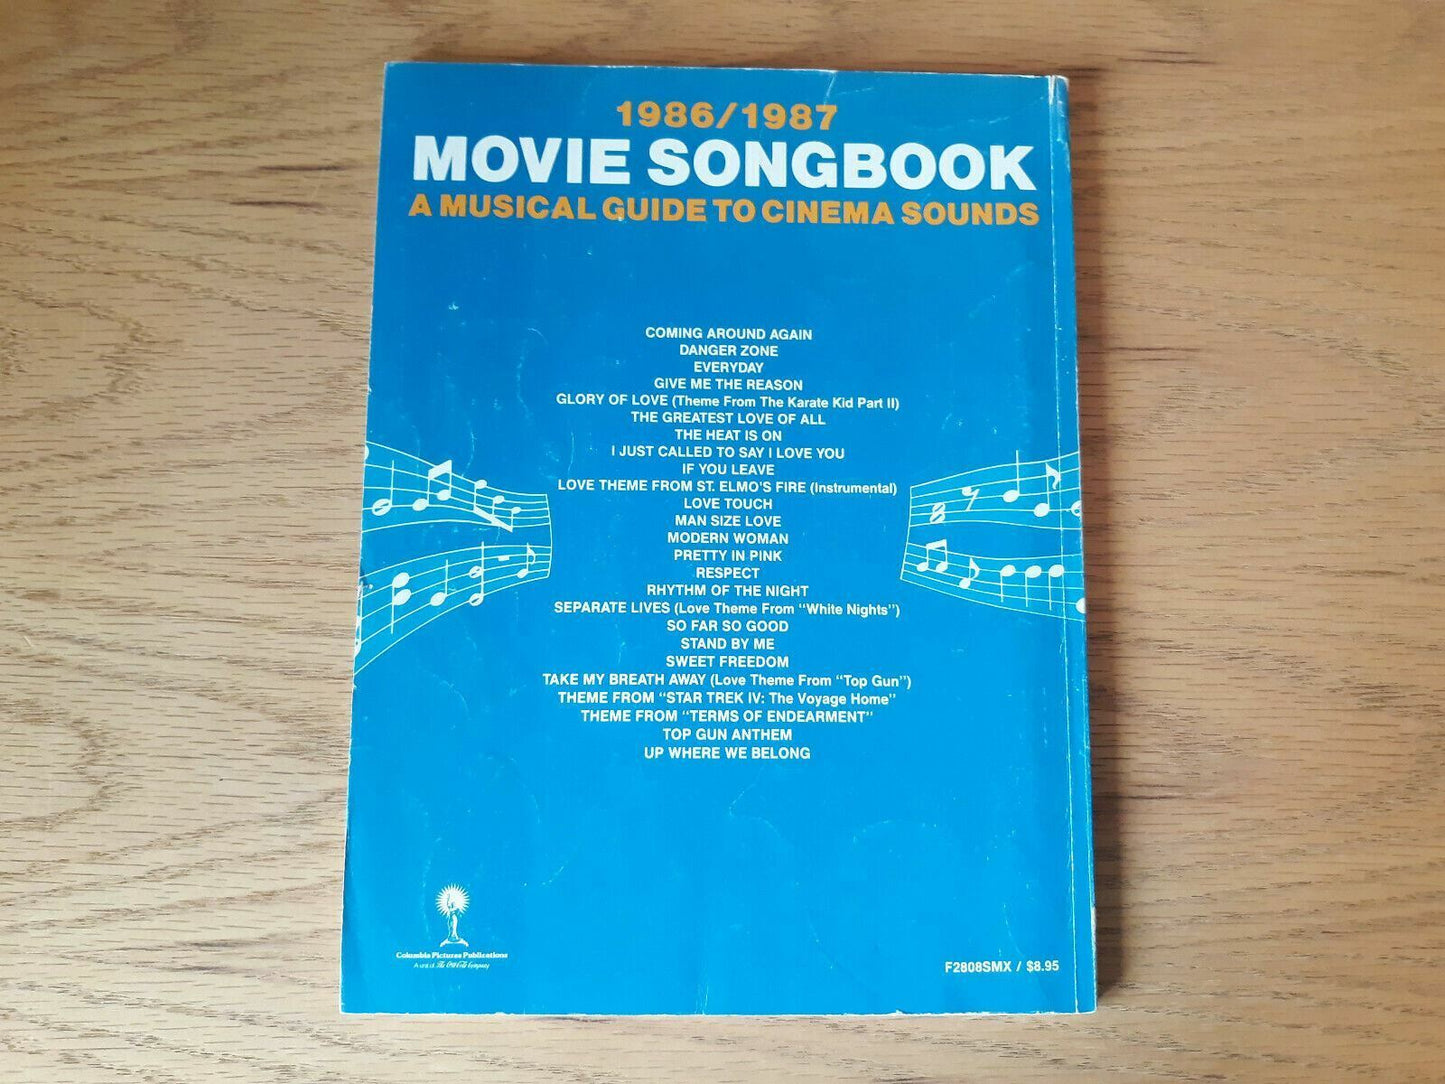 1986/1987
MOVIE SONGBOOK
A MUSICAL GUIDE TO CINEMA SOUNDS
COMING AROUND AGAIN
DANGER ZONE
EVERYDAY
GIVE ME THE REASON
GLORY OF LOVE (Theme From The Karate Kid Part II)
THE GREATEST LOVE OF ALL
THE HEAT IS ON
I JUST CALLED TO SAY I LOVE YOU
IF YOU LEAVE
LOVE THEME FROM ST. ELMO'S FIRE (Instrumental)
LOVE TOUCH
MAN SIZE LOVE
MODERN WOMAN
PRETTY IN PINK
RESPECT
RHYTHM OF THE NIGHT
SEPARATE LIVES (Love Theme From "White Nights")
SO FAR SO GOOD
STAND BY ME
SWEET FREEDOM
TAKE MY BREATH AWAY (Love Theme From "Top Gun")
THEME FROM "STAR TREK IV: The Voyage Home"
THEME FROM "TERMS OF ENDEARMENT"
TOP GUN ANTHEM
UP WHERE WE BELONG
Columbia Pictures Publications
A unit of The Coca-Cola Company
F2808SMX / $8.95